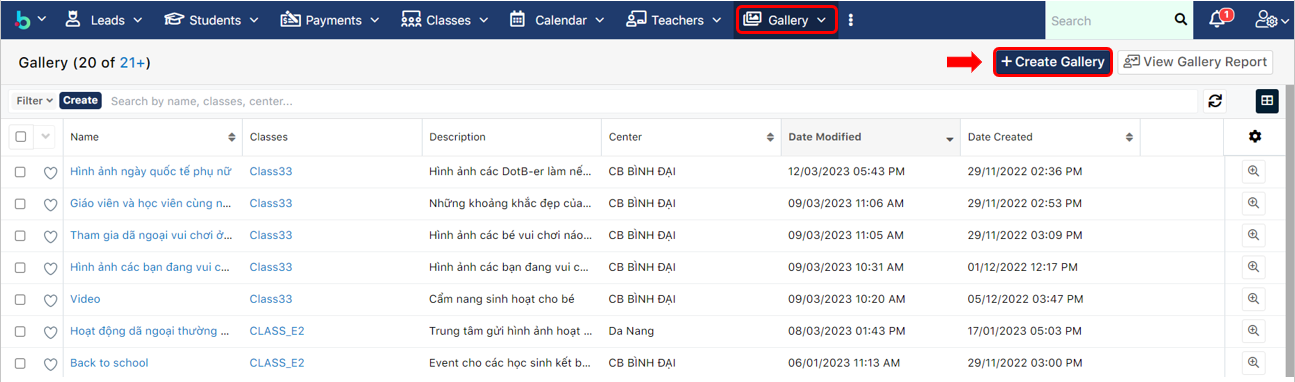 Leads Students Payments Classes Calendar Teachers Gallery Search 1
Gallery (20 of 21+) + Create Gallery View Gallery Report
Filter Create Search by name, classes, center...
Name Classes Description Center Date Modified Date Created
Hình ảnh ngày quốc tế phụ nữ Class33 Hình ảnh các DotB-er làm nế... CB BÌNH ĐẠI 12/03/2023 05:43 PM 29/11/2022 02:36 PM
Giáo viên và học viên cùng n... Class33 Những khoảng khắc đẹp của... CB BÌNH ĐẠI 09/03/2023 11:06 AM 29/11/2022 02:53 PM
Tham gia dã ngoại vui chơi ở... Class33 Hình ảnh các bé vui chơi náo... CB BÌNH ĐẠI 09/03/2023 11:05 AM 29/11/2022 03:09 PM
Hình ảnh các bạn đang vui c... Class33 Hình ảnh các bạn đang vui c... CB BÌNH ĐẠI 09/03/2023 10:31 AM 01/12/2022 12:17 PM
Video Class33 Cẩm nang sinh hoạt cho bé CB BÌNH ĐẠI 09/03/2023 10:20 AM 05/12/2022 03:47 PM
Hoạt động dã ngoại thường ... CLASS_E2 Trung tâm gửi hình ảnh hoạt ... Da Nang 08/03/2023 01:43 PM 17/01/2023 05:03 PM
Back to school CLASS_E2 Event cho các học sinh kết b... CB BÌNH ĐẠI 06/01/2023 11:13 AM 29/11/2022 03:00 PM